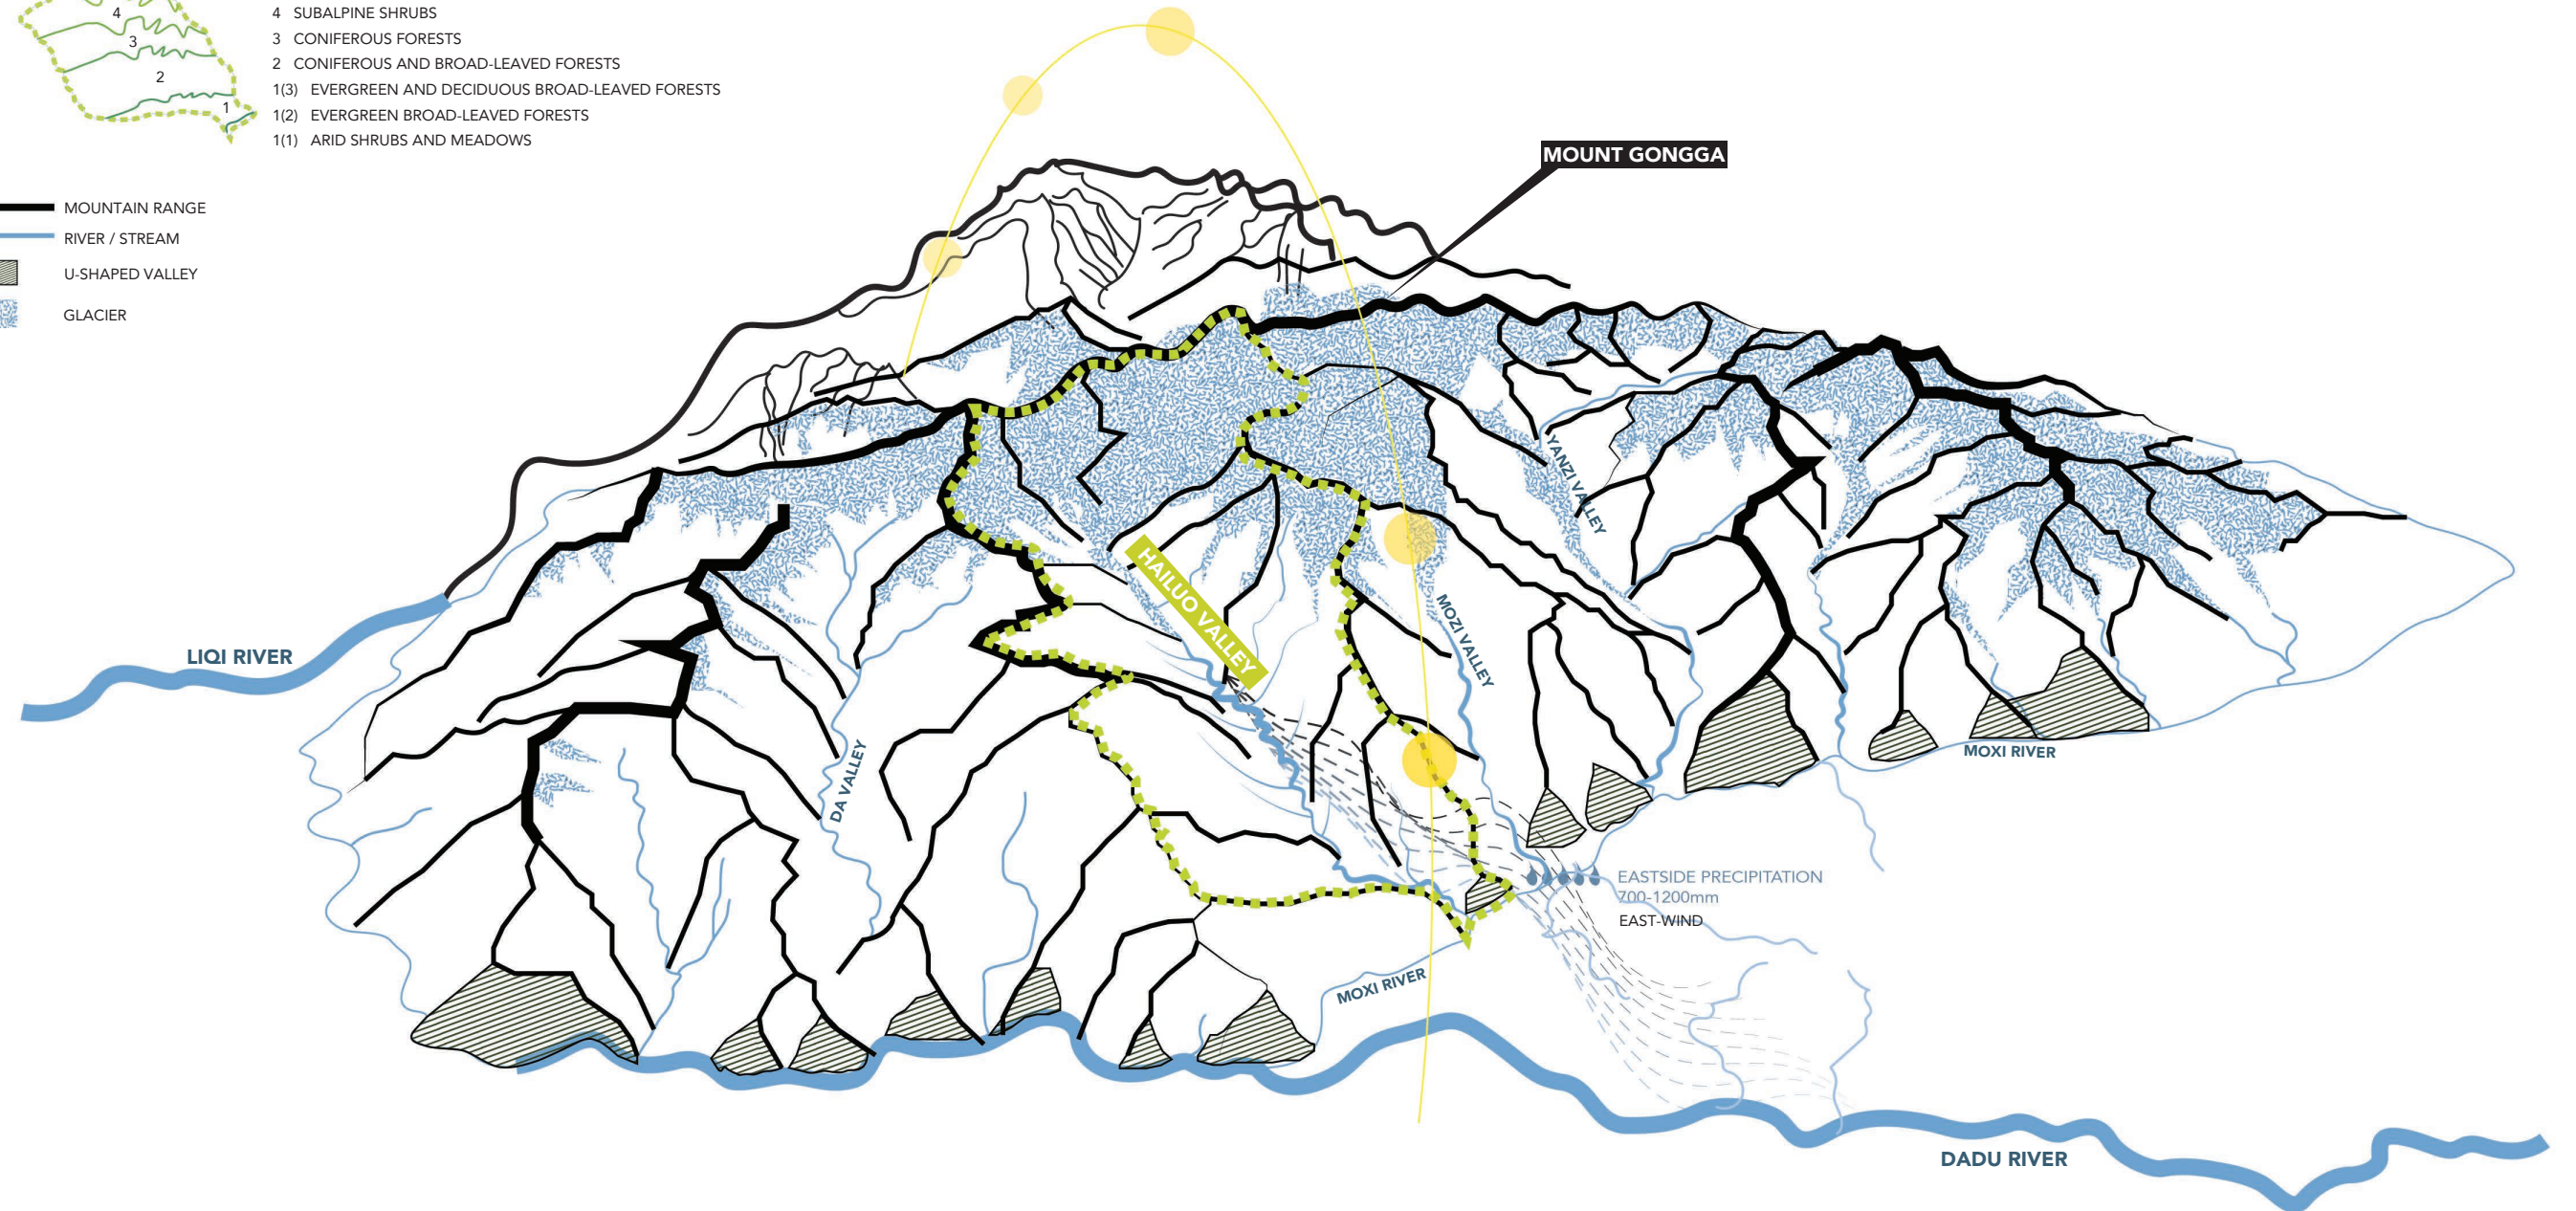 4 SUBALPINE SHRUBS
3 CONIFEROUS FORESTS
2 CONIFEROUS AND BROAD-LEAVED FORESTS
1(3) EVERGREEN AND DECIDUOUS BROAD-LEAVED FORESTS
1(2) EVERGREEN BROAD-LEAVED FORESTS
1(1) ARID SHRUBS AND MEADOWS
4
3
2
1
MOUNTAIN RANGE
RIVER / STREAM
U-SHAPED VALLEY
GLACIER
MOUNT GONGGA
YANZI VALLEY
HAILUO VALLEY
MOZI VALLEY
LIQI RIVER
DA VALLEY
MOXI RIVER
EASTSIDE PRECIPITATION
700-1200mm
EAST-WIND
MOXI RIVER
DADU RIVER